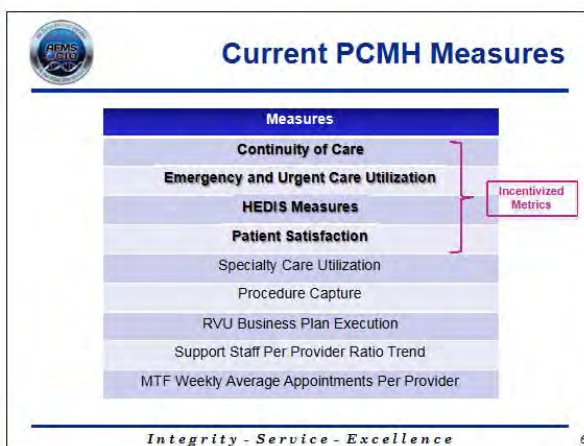 AFMS
CIO
Current PCMH Measures
Measures
Continuity of Care
Emergency and Urgent Care Utilization
HEDIS Measures
Patient Satisfaction
Incentivized
Metrics
Specialty Care Utilization
Procedure Capture
RVU Business Plan Execution
Support Staff Per Provider Ratio Trend
MTF Weekly Average Appointments Per Provider
Integrity - Service - Excellence